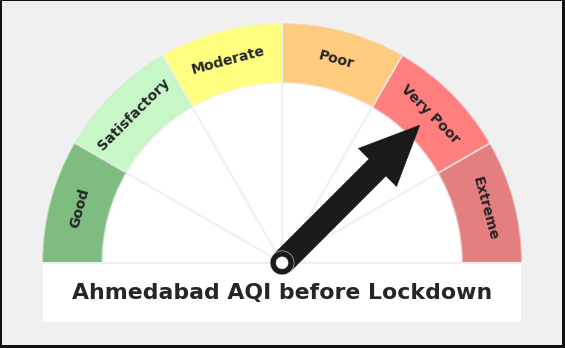 Good
Satisfactory
Moderate
Poor
Very Poor
Extreme
Ahmedabad AQI before Lockdown